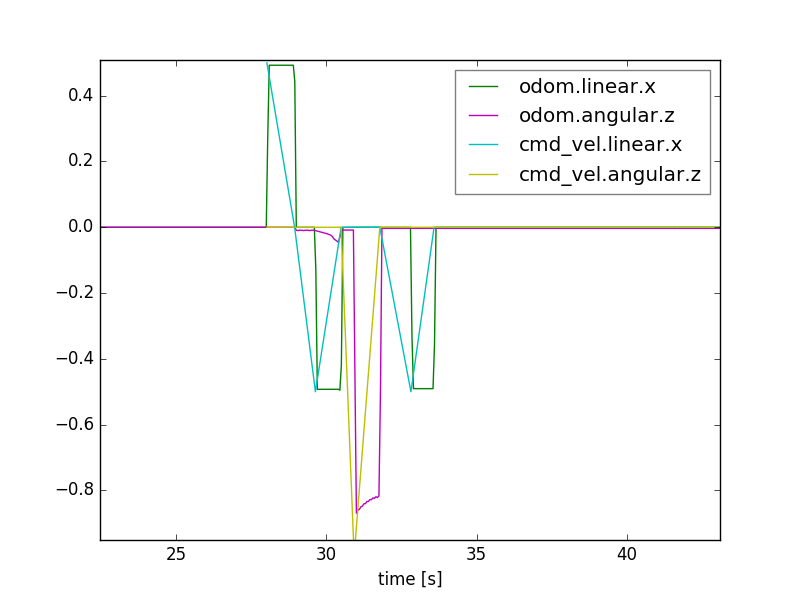 odom.linear.x
odom.angular.z
cmd_vel.linear.x
cmd_vel.angular.z
0.4
0.2
0.0
−0.2
−0.4
−0.6
−0.8
25 30 35 40
time [s]